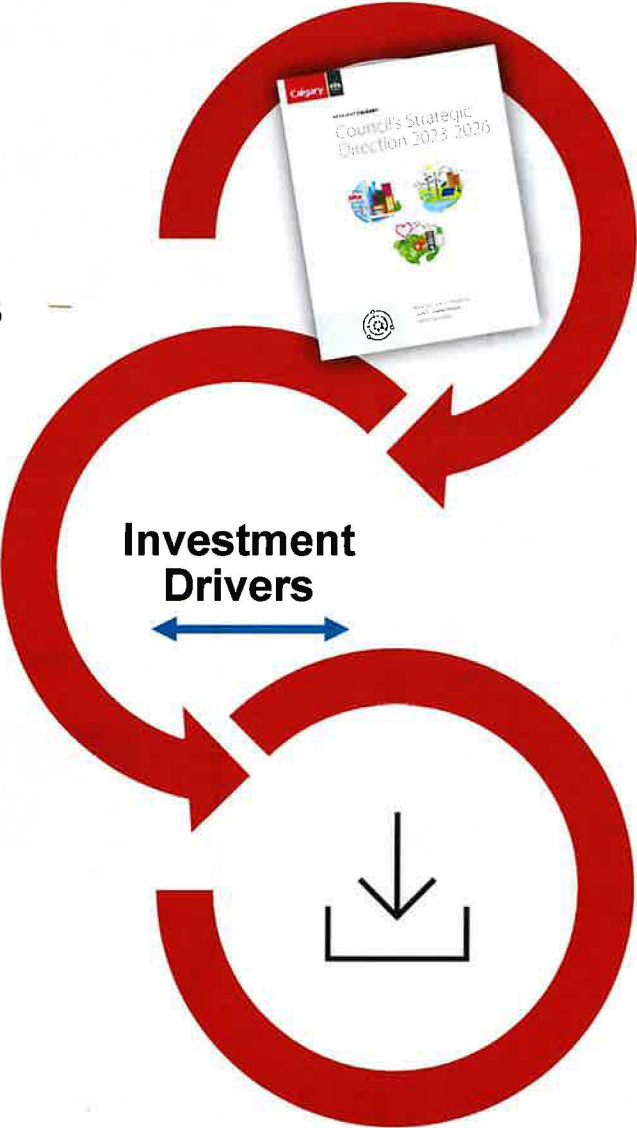 Calgary
Council's Strategic
Direction 2023-2026
Investment
Drivers